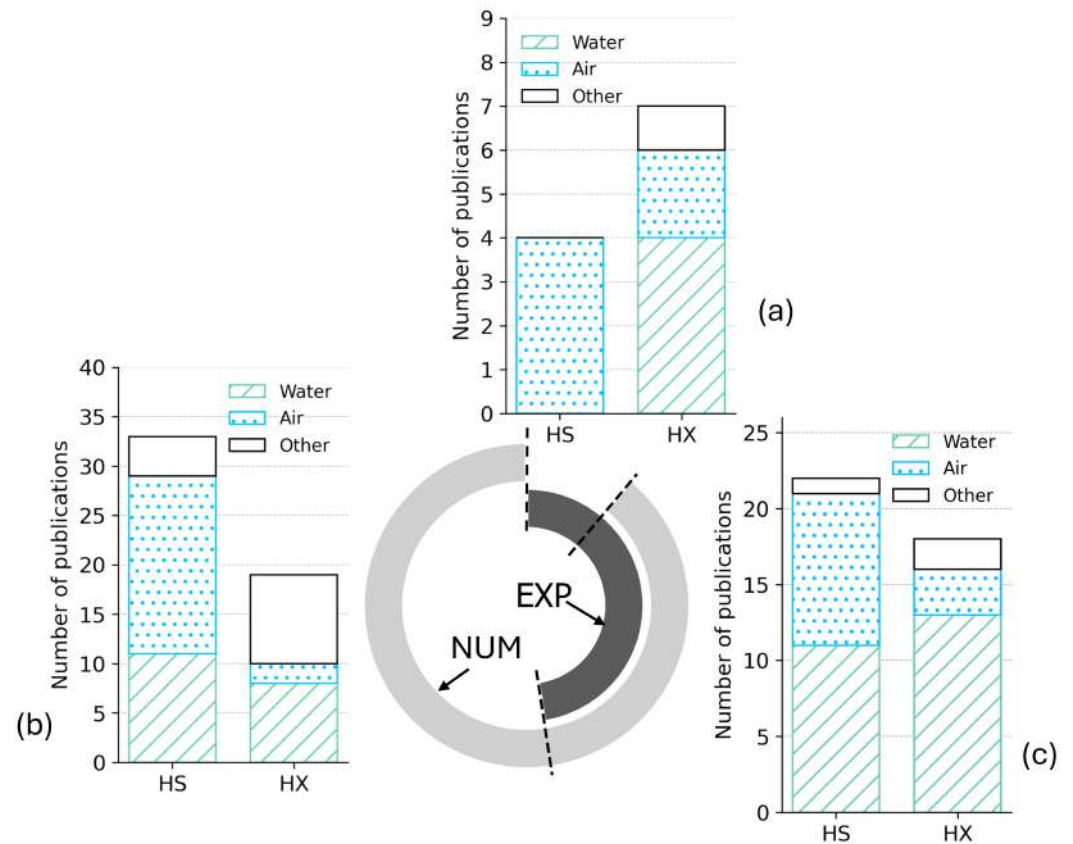 Number of publications
9
8
7
6
5
4
3
2
1
0
Water
Air
Other
HS
HX
(a)
Number of publications
40
35
30
25
20
15
10
5
0
Water
Air
Other
HS
HX
(b)
EXP
NUM
Number of publications
25
20
15
10
5
0
Water
Air
Other
HS
HX
(c)